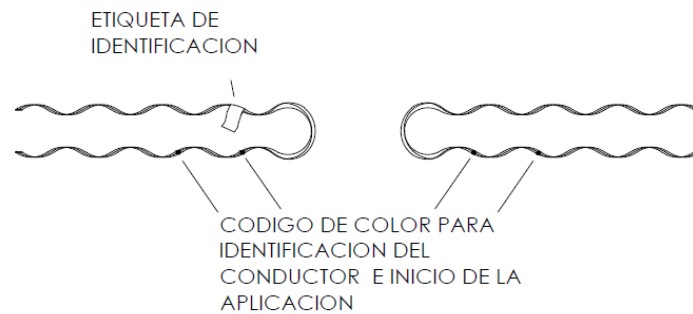 ETIQUETA DE
IDENTIFICACION
CODIGO DE COLOR PARA
IDENTIFICACION DEL
CONDUCTOR E INICIO DE LA
APLICACION